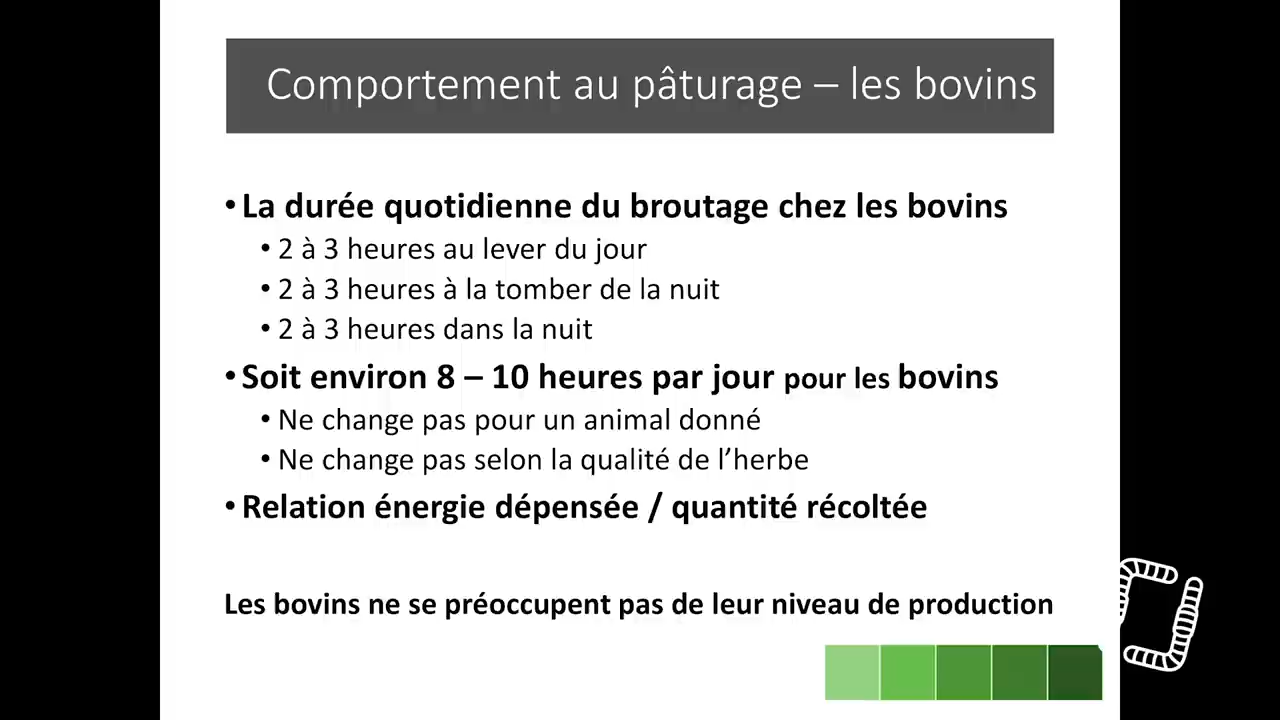 Comportement au pâturage – les bovins
• La durée quotidienne du broutage chez les bovins
• 2 à 3 heures au lever du jour
• 2 à 3 heures à la tomber de la nuit
• 2 à 3 heures dans la nuit
• Soit environ 8 – 10 heures par jour pour les bovins
• Ne change pas pour un animal donné
• Ne change pas selon la qualité de l’herbe
• Relation énergie dépensée / quantité récoltée
Les bovins ne se préoccupent pas de leur niveau de production